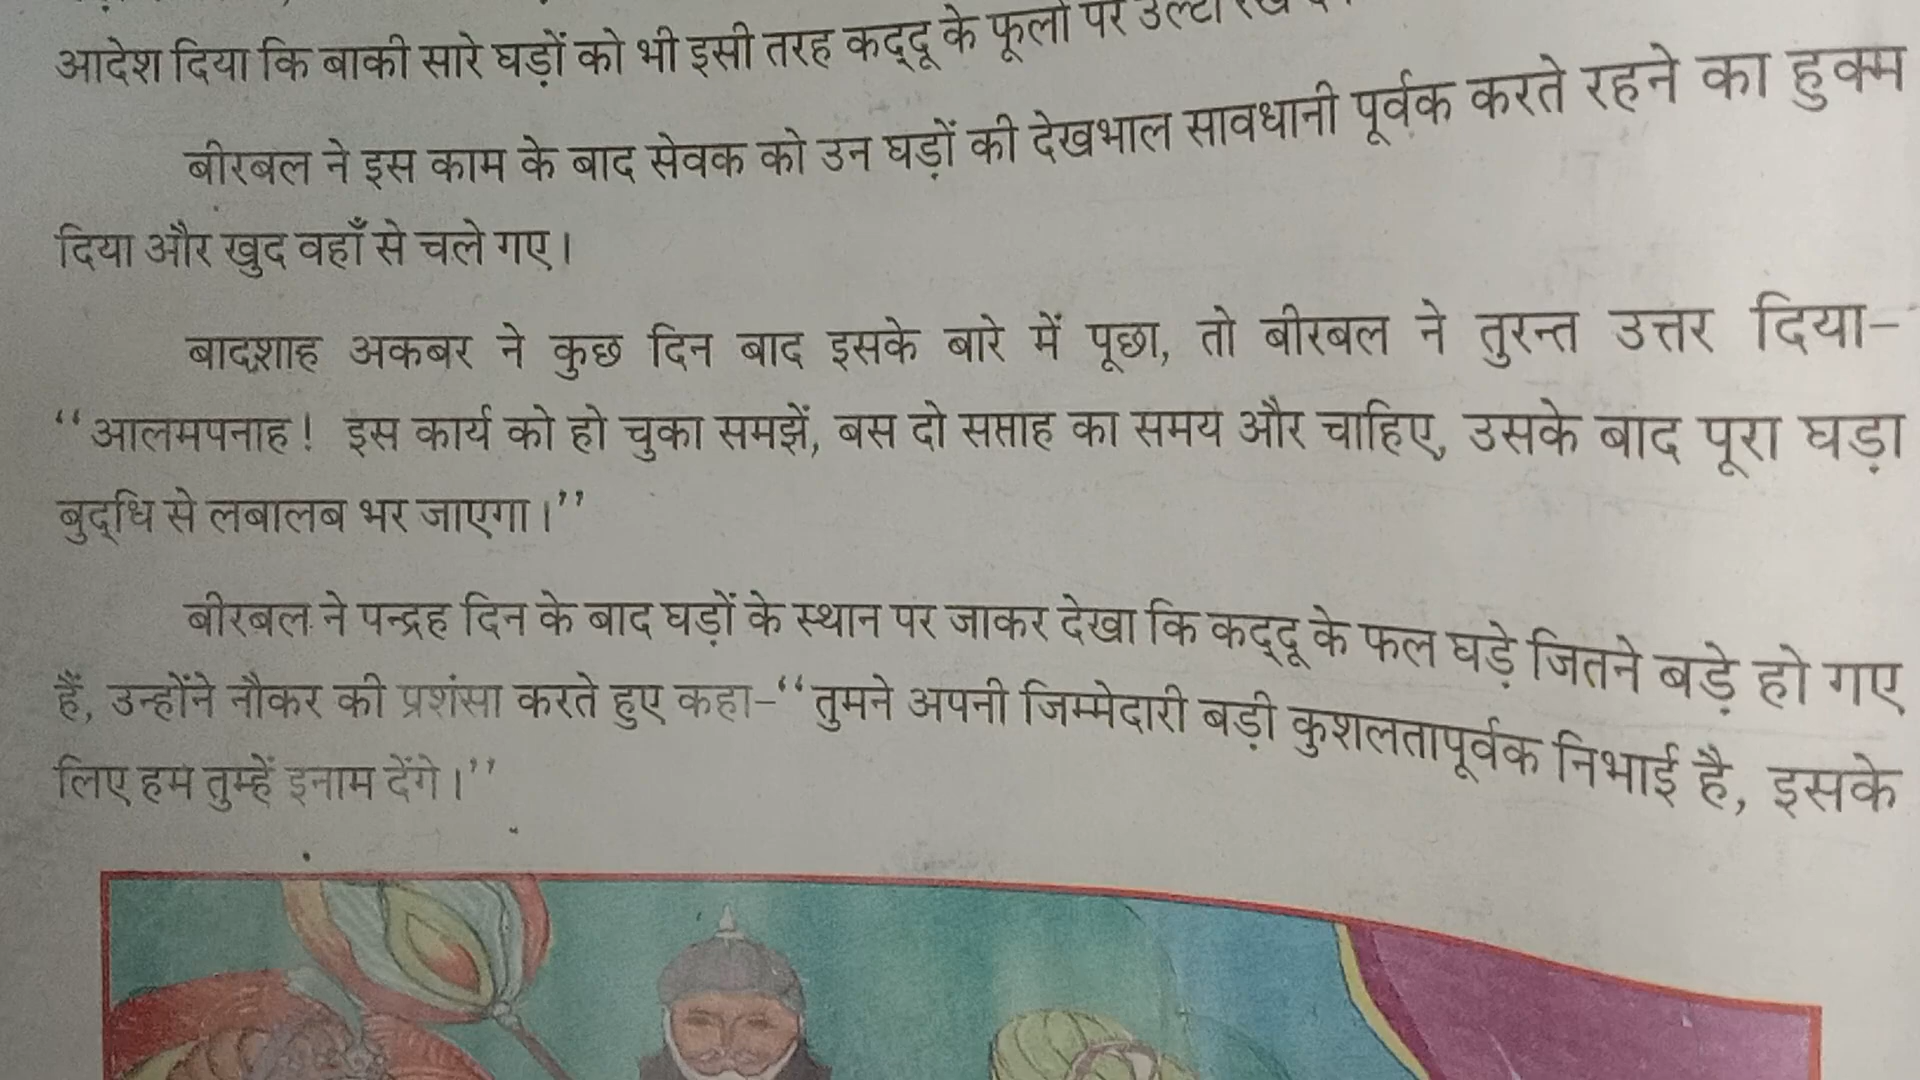 आदेश दिया कि बाकी सारे घड़ों को भी इसी तरह कद्दू के फूलों पर उल्टा
बीरबल ने इस काम के बाद सेवक को उन घड़ों की देखभाल सावधानी पूर्वक करते रहने का हुक्म
दिया और खुद वहाँ से चले गए।
बादशाह अकबर ने कुछ दिन बाद इसके बारे में पूछा, तो बीरबल ने तुरन्त उत्तर दिया–
“आलमपनाह! इस कार्य को हो चुका समझें, बस दो सप्ताह का समय और चाहिए, उसके बाद पूरा घड़ा
बुद्धि से लबालब भर जाएगा।”
बीरबल ने पन्द्रह दिन के बाद घड़ों के स्थान पर जाकर देखा कि कद्दू के फल घड़े जितने बड़े हो गए
हैं, उन्होंने नौकर की प्रशंसा करते हुए कहा–“तुमने अपनी जिम्मेदारी बड़ी कुशलतापूर्वक निभाई है, इसके
लिए हम तुम्हें इनाम देंगे।”